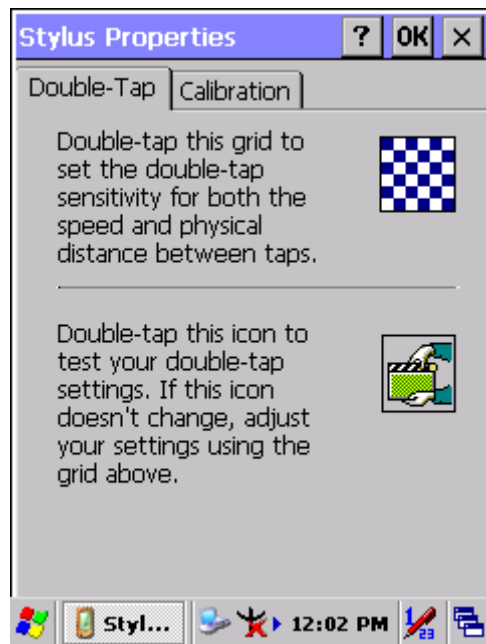 Stylus Properties ? OK ×
Double-Tap Calibration
Double-tap this grid to
set the double-tap
sensitivity for both the
speed and physical
distance between taps.
Double-tap this icon to
test your double-tap
settings. If this icon
doesn't change, adjust
your settings using the
grid above.
Styl... 12:02 PM 1/23